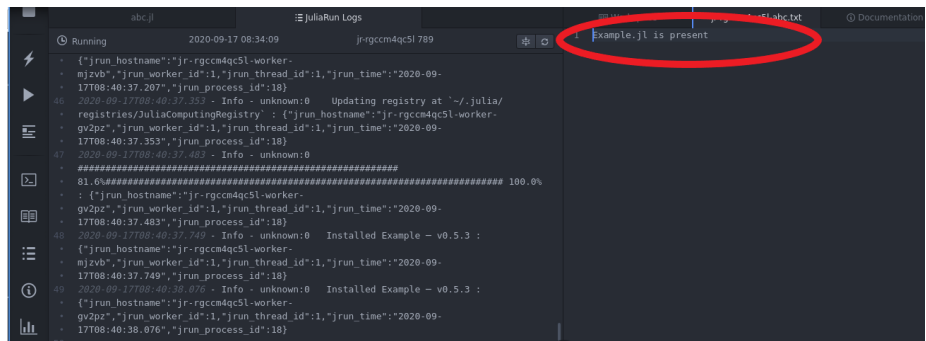 abc.jl
JuliaRun Logs
abc.txt
Documentation
Running 2020-09-17 08:34:09 jr-rgccm4qc5l 789
{"jrun_hostname":"jr-rgccm4qc5l-worker-
mjzvb","jrun_worker_id":1,"jrun_thread_id":1,"jrun_time":"2020-09-
17T08:40:37.207","jrun_process_id":18}
46 2020-09-17T08:40:37.353 - Info - unknown:0 Updating registry at `~/.julia/
registries/JuliaComputingRegistry` : {"jrun_hostname":"jr-rgccm4qc5l-worker-
gv2pz","jrun_worker_id":1,"jrun_thread_id":1,"jrun_time":"2020-09-
17T08:40:37.353","jrun_process_id":18}
47 2020-09-17T08:40:37.483 - Info - unknown:0
##########################################################
81.6%######################################################################## 100.0%
: {"jrun_hostname":"jr-rgccm4qc5l-worker-
gv2pz","jrun_worker_id":1,"jrun_thread_id":1,"jrun_time":"2020-09-
17T08:40:37.483","jrun_process_id":18}
48 2020-09-17T08:40:37.749 - Info - unknown:0 Installed Example ─ v0.5.3 :
{"jrun_hostname":"jr-rgccm4qc5l-worker-
mjzvb","jrun_worker_id":1,"jrun_thread_id":1,"jrun_time":"2020-09-
17T08:40:37.749","jrun_process_id":18}
49 2020-09-17T08:40:38.076 - Info - unknown:0 Installed Example ─ v0.5.3 :
{"jrun_hostname":"jr-rgccm4qc5l-worker-
gv2pz","jrun_worker_id":1,"jrun_thread_id":1,"jrun_time":"2020-09-
17T08:40:38.076","jrun_process_id":18}
1 Example.jl is present